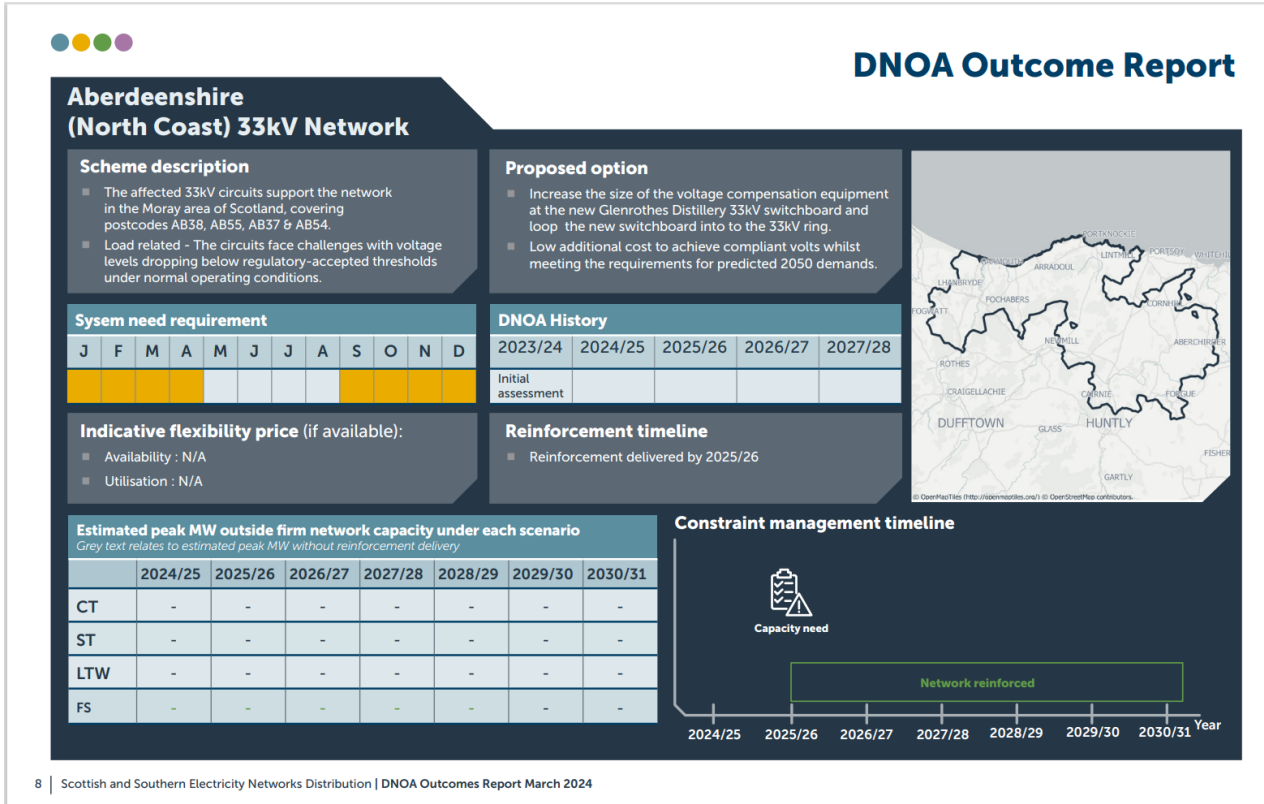 DNOA Outcome Report
Aberdeenshire
(North Coast) 33kV Network
Scheme description
The affected 33kV circuits support the network
in the Moray area of Scotland, covering
postcodes AB38, AB55, AB37 & AB54.
Load related - The circuits face challenges with voltage
levels dropping below regulatory-accepted thresholds
under normal operating conditions.
Proposed option
Increase the size of the voltage compensation equipment
at the new Glenrothes Distillery 33kV switchboard and
loop the new switchboard into to the 33kV ring.
Low additional cost to achieve compliant volts whilst
meeting the requirements for predicted 2050 demands.
Sysem need requirement
J F M A M J J A S O N D
DNOA History
2023/24 2024/25 2025/26 2026/27 2027/28
Initial
assessment
Indicative flexibility price (if available):
Availability : N/A
Utilisation : N/A
Reinforcement timeline
Reinforcement delivered by 2025/26
PORTKNOCKIE
LINTMILL
PORTSOY
ARRADOUL
LHANBRYDE
FOCHABERS
CORNHILL
FOGWATT
NEWMILL
ABERCHIRDER
ROTHES
CRAIGELLACHIE
CAIRNIE
FORGUE
DUFFTOWN
GLASS
HUNTLY
FISHER
GARTLY
© OpenMapTiles (http://openmaptiles.org/) © OpenStreetMap contributors.
Estimated peak MW outside firm network capacity under each scenario
Grey text relates to estimated peak MW without reinforcement delivery
2024/25 2025/26 2026/27 2027/28 2028/29 2029/30 2030/31
CT - - - - - - -
ST - - - - - - -
LTW - - - - - - -
FS - - - - - - -
Constraint management timeline
Capacity need
Network reinforced
2024/25 2025/26 2026/27 2027/28 2028/29 2029/30 2030/31 Year
8 | Scottish and Southern Electricity Networks Distribution | DNOA Outcomes Report March 2024